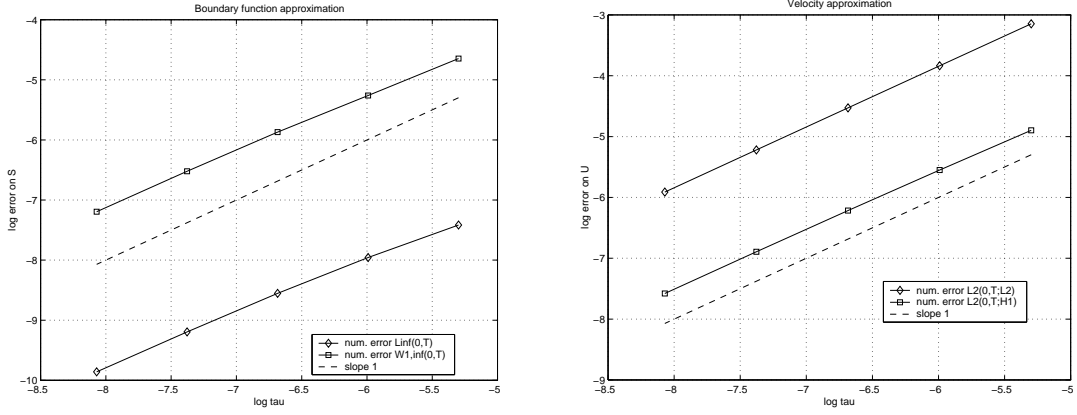 Boundary function approximation
−4
−5
−6
−7
−8
−9
−10
log error on S
−8.5
−8
−7.5
−7
−6.5
−6
−5.5
−5
log tau
num. error Linf(0,T)
num. error W1,inf(0,T)
slope 1
Velocity approximation
−3
−4
−5
−6
−7
−8
−9
log error on U
−8.5
−8
−7.5
−7
−6.5
−6
−5.5
−5
log tau
num. error L2(0,T;L2)
num. error L2(0,T;H1)
slope 1